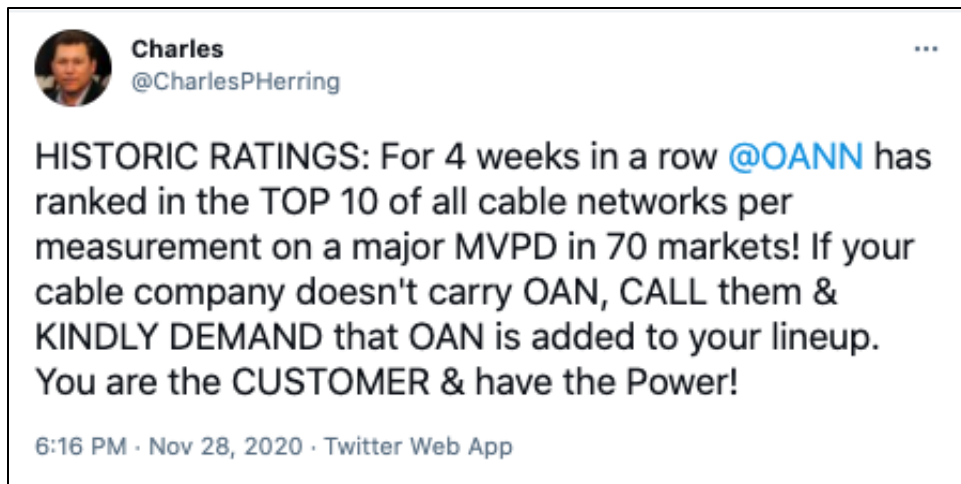 Charles
@CharlesPHerring
HISTORIC RATINGS: For 4 weeks in a row @OANN has
ranked in the TOP 10 of all cable networks per
measurement on a major MVPD in 70 markets! If your
cable company doesn't carry OAN, CALL them &
KINDLY DEMAND that OAN is added to your lineup.
You are the CUSTOMER & have the Power!
6:16 PM · Nov 28, 2020 · Twitter Web App